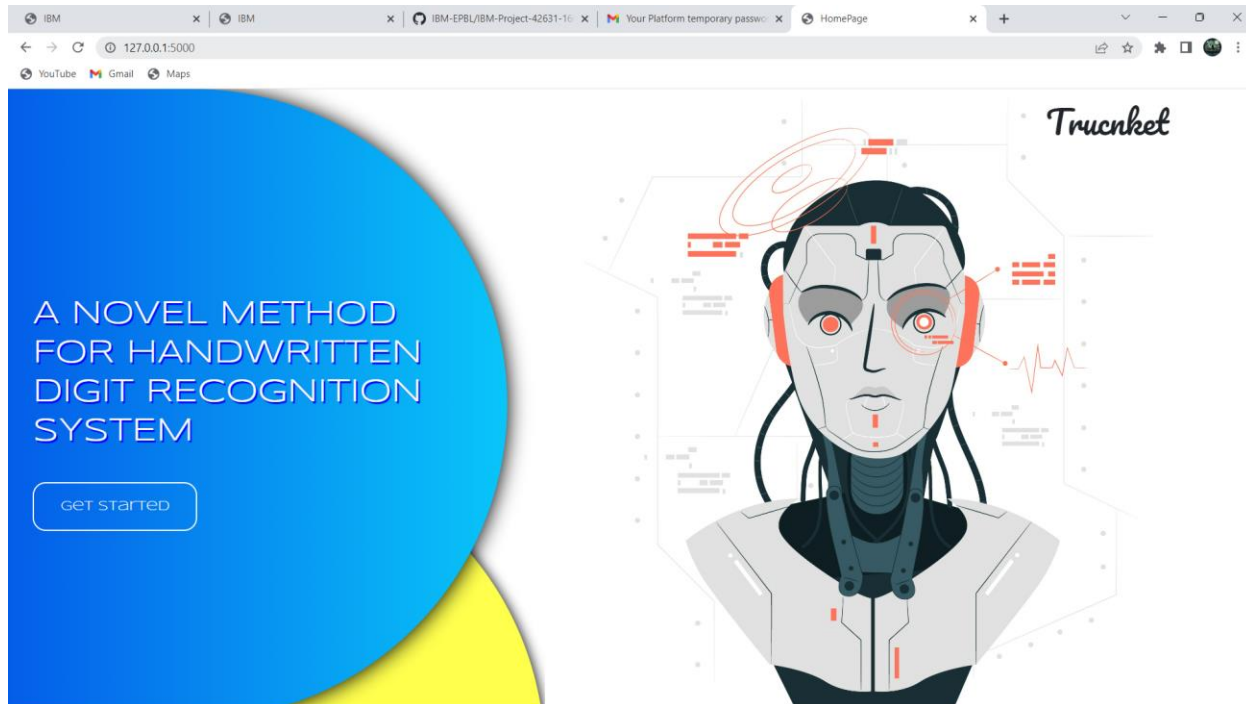 IBM
IBM
IBM-EPBL/IBM-Project-42631-16
Your Platform temporary passwo
HomePage
127.0.0.1:5000
YouTube Gmail Maps
Trucnket
A NOVEL METHOD
FOR HANDWRITTEN
DIGIT RECOGNITION
SYSTEM
GET STARTED